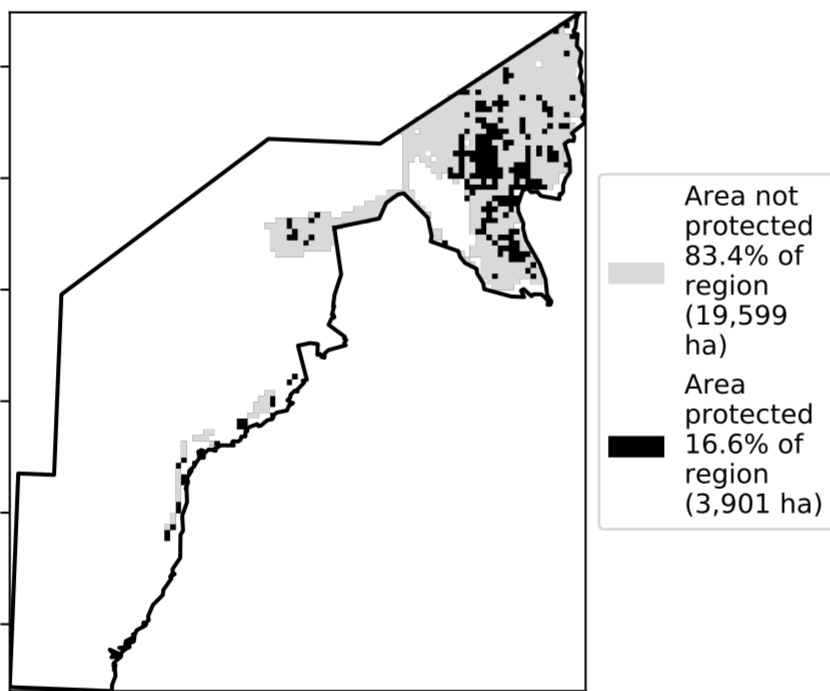 Area not
protected
83.4% of
region
(19,599
ha)
Area
protected
16.6% of
region
(3,901 ha)